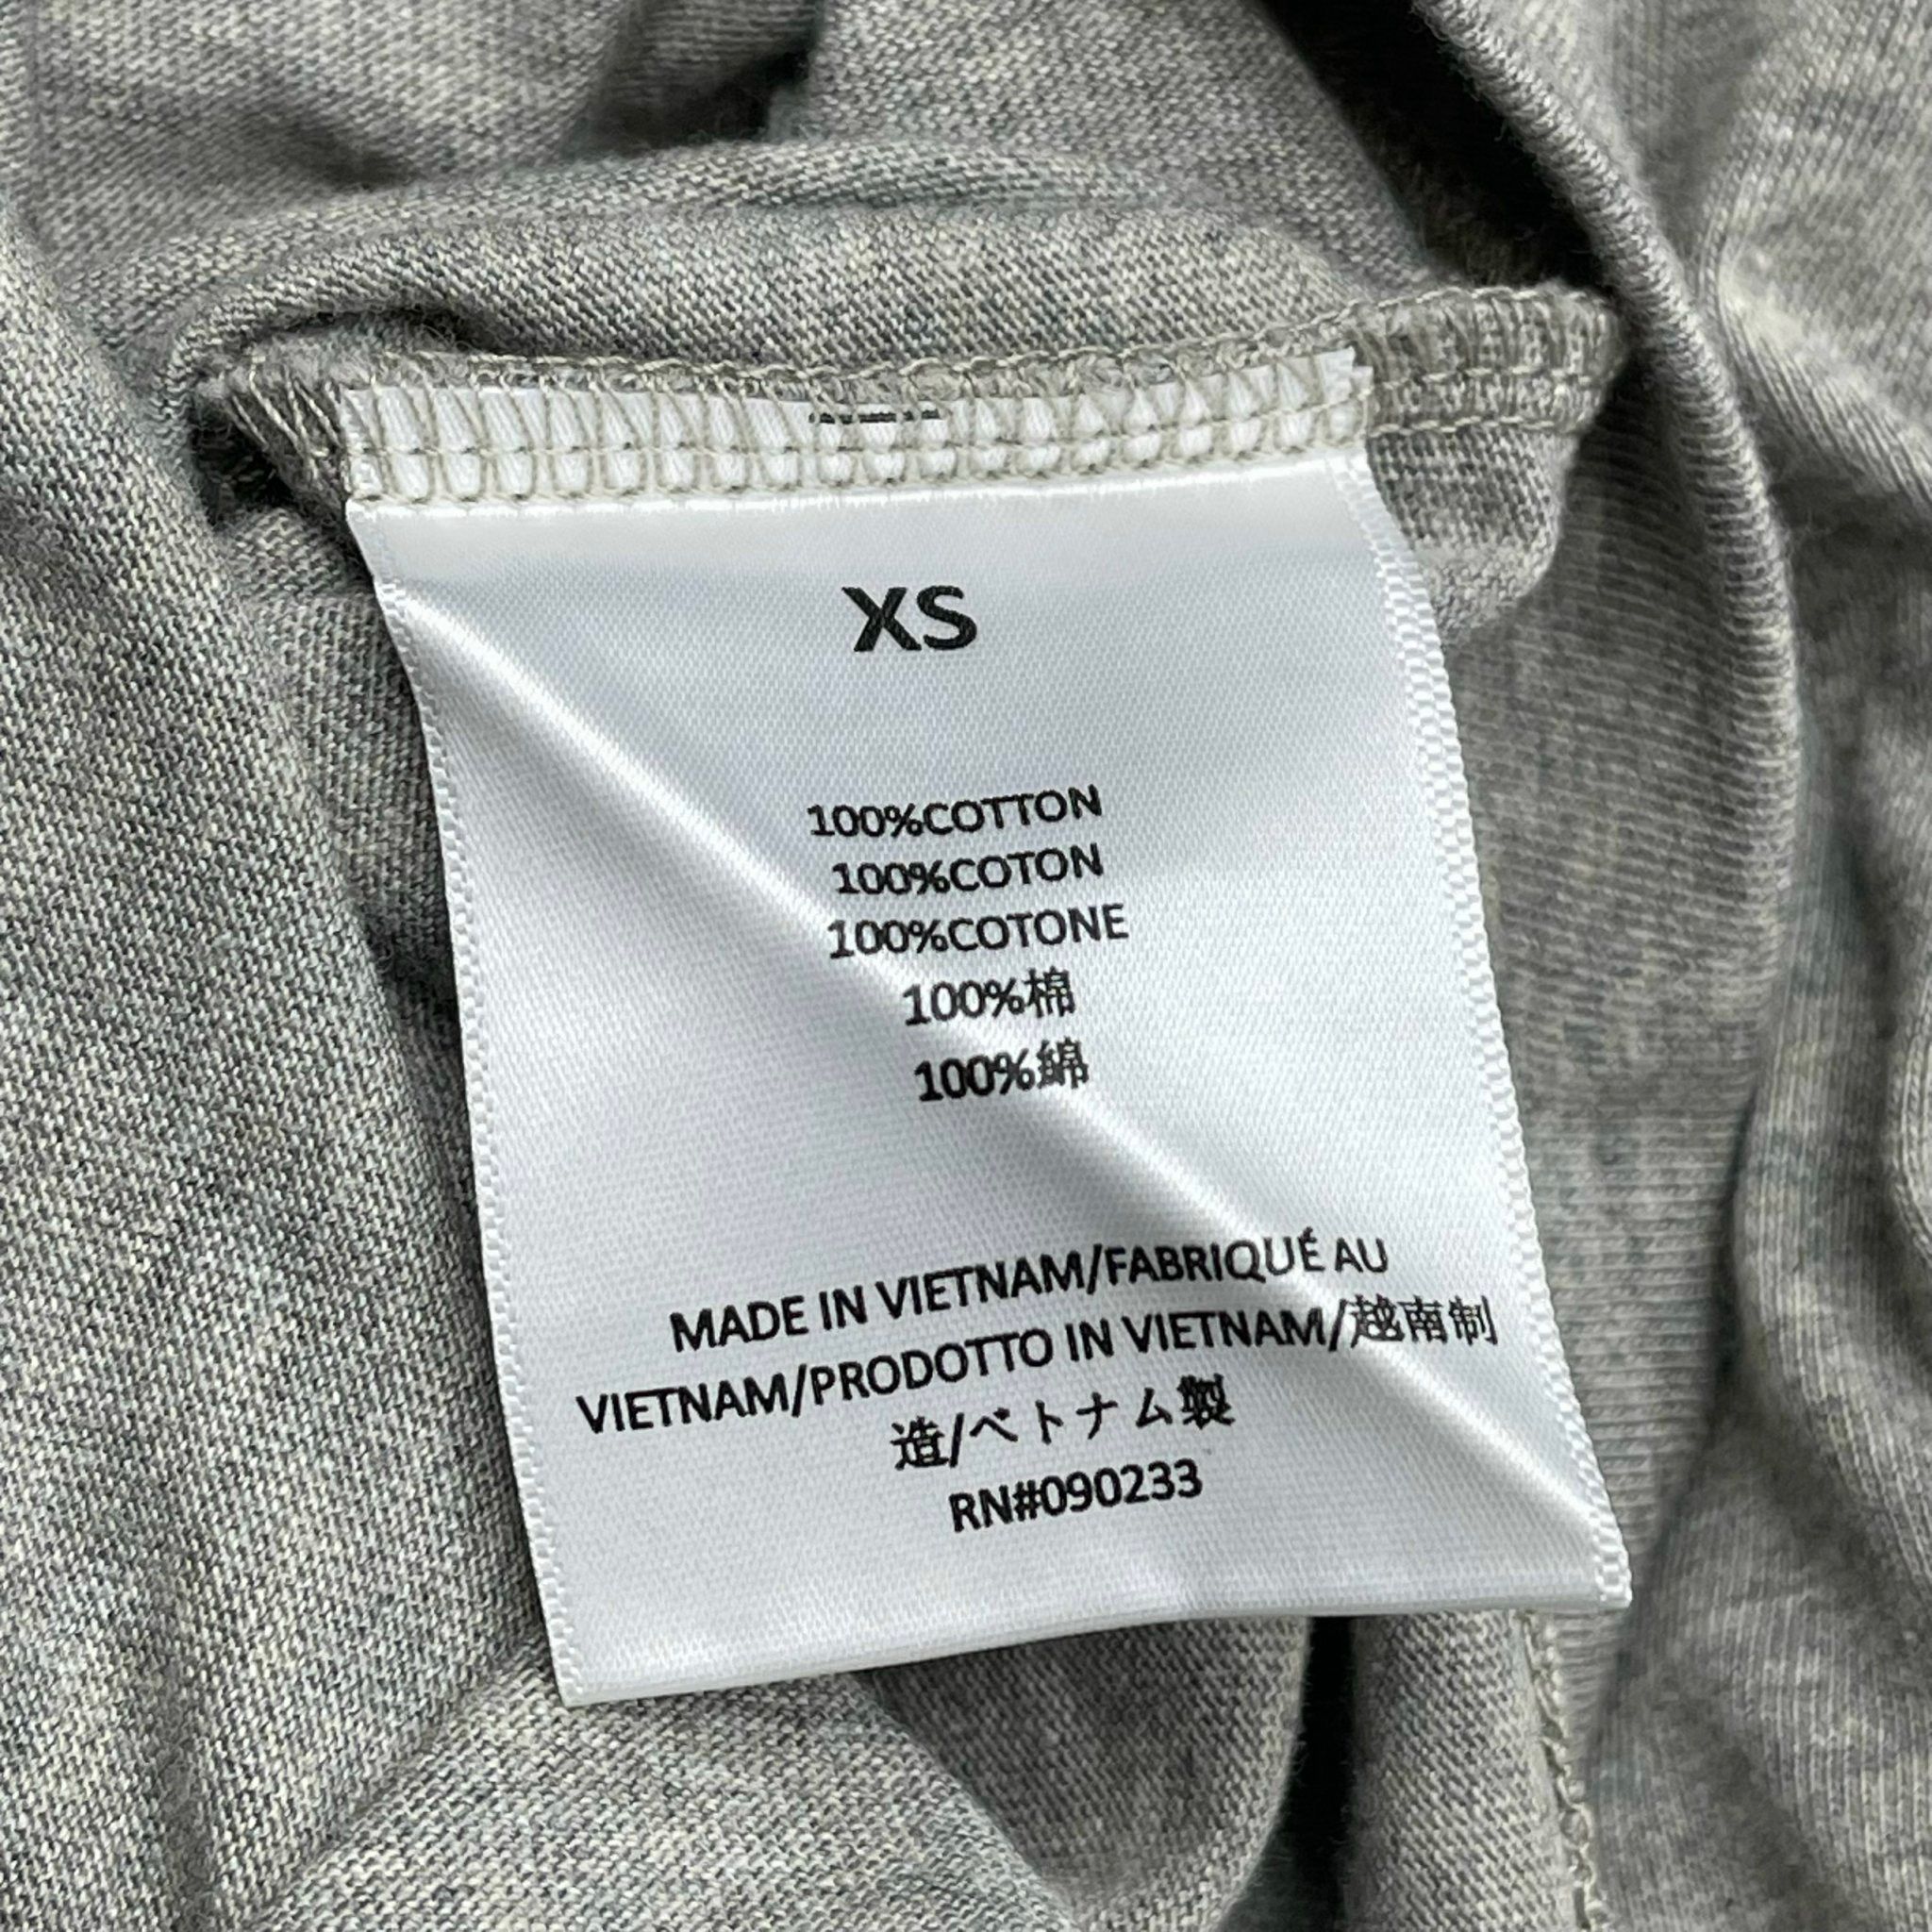 XS
100%COTTON
100%COTON
100%COTONE
100%棉
100%綿
MADE IN VIETNAM/FABRIQUÉ AU
VIETNAM/PRODOTTO IN VIETNAM/越南制
造/ベトナム製
RN#090233